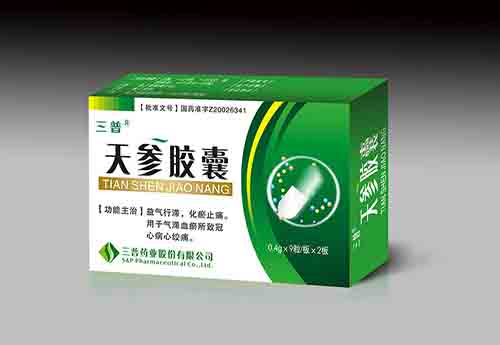 【批准文号】国药准字Z20026341
三普®
天参胶囊
TIAN SHEN JIAO NANG
【功能主治】益气行滞，化瘀止痛。
用于气滞血瘀所致冠
心病心绞痛。
0.4g×9粒/板×2板
三普药业股份有限公司
S&P Pharmaceutical Co.,Ltd.
天参胶囊
TIAN SHEN JIAO NANG